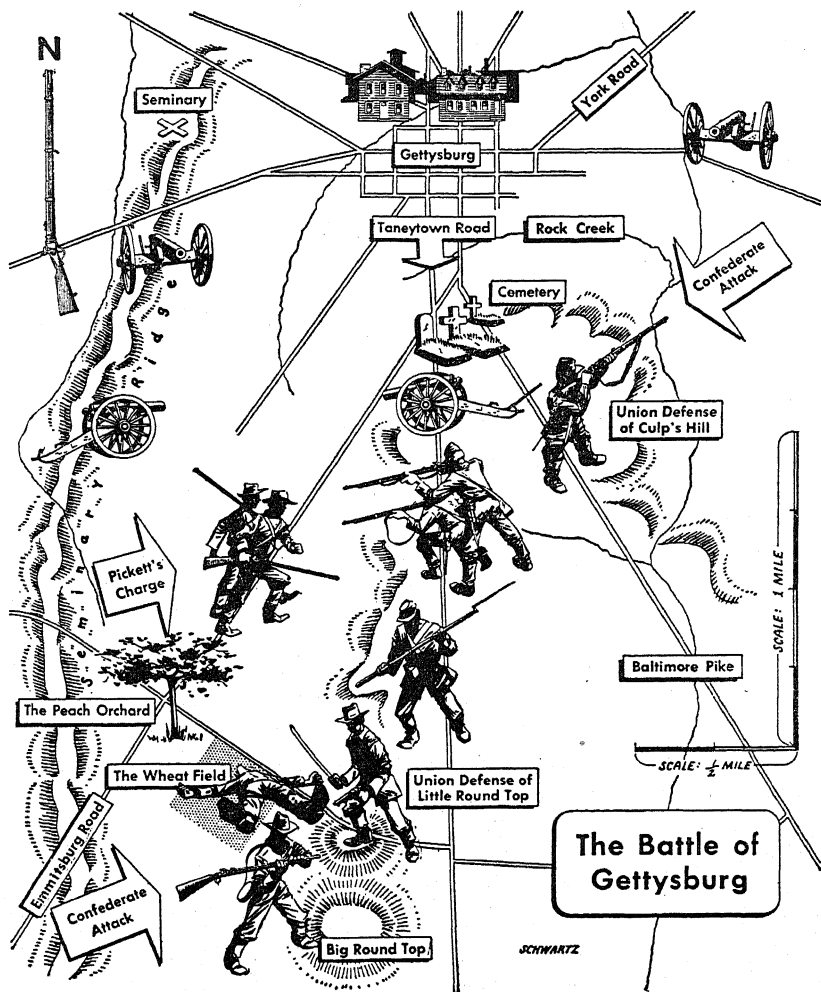 N
Seminary
York Road
Gettysburg
Taneytown Road
Rock Creek
Confederate
Attack
Cemetery
Seminary Ridge
Union Defense
of Culp's Hill
Pickett's
Charge
SCALE: 1 MILE
Baltimore Pike
The Peach Orchard
SCALE: ½ MILE
The Wheat Field
Union Defense of
Little Round Top
Emmitsburg Road
The Battle of
Gettysburg
Confederate
Attack
Big Round Top
SCHWARTZ